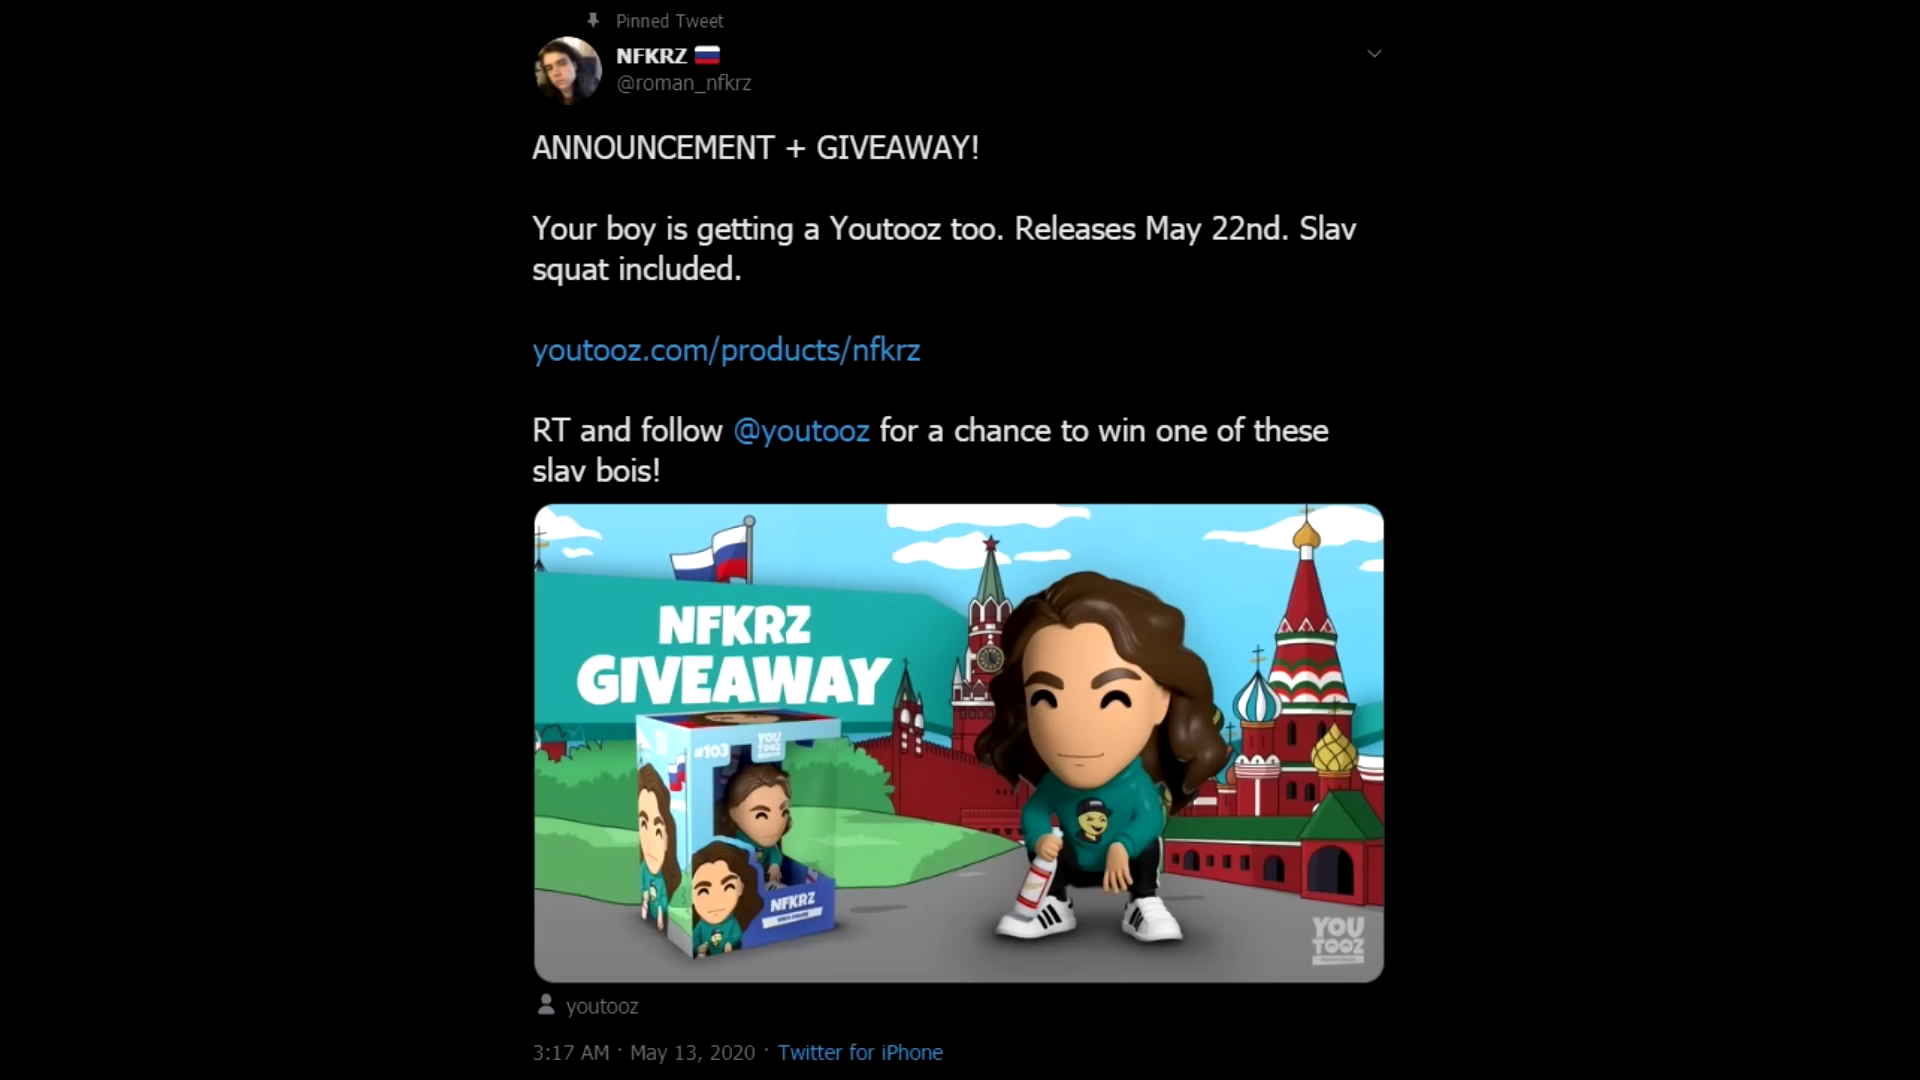 Pinned Tweet
NFKRZ
@roman_nfkrz
ANNOUNCEMENT + GIVEAWAY!
Your boy is getting a Youtooz too. Releases May 22nd. Slav
squat included.
youtooz.com/products/nfkrz
RT and follow @youtooz for a chance to win one of these
slav bois!
NFKRZ
GIVEAWAY
#103
YOU
TOOZ
NFKRZ
YOU
TOOZ
youtooz
3:17 AM · May 13, 2020 · Twitter for iPhone